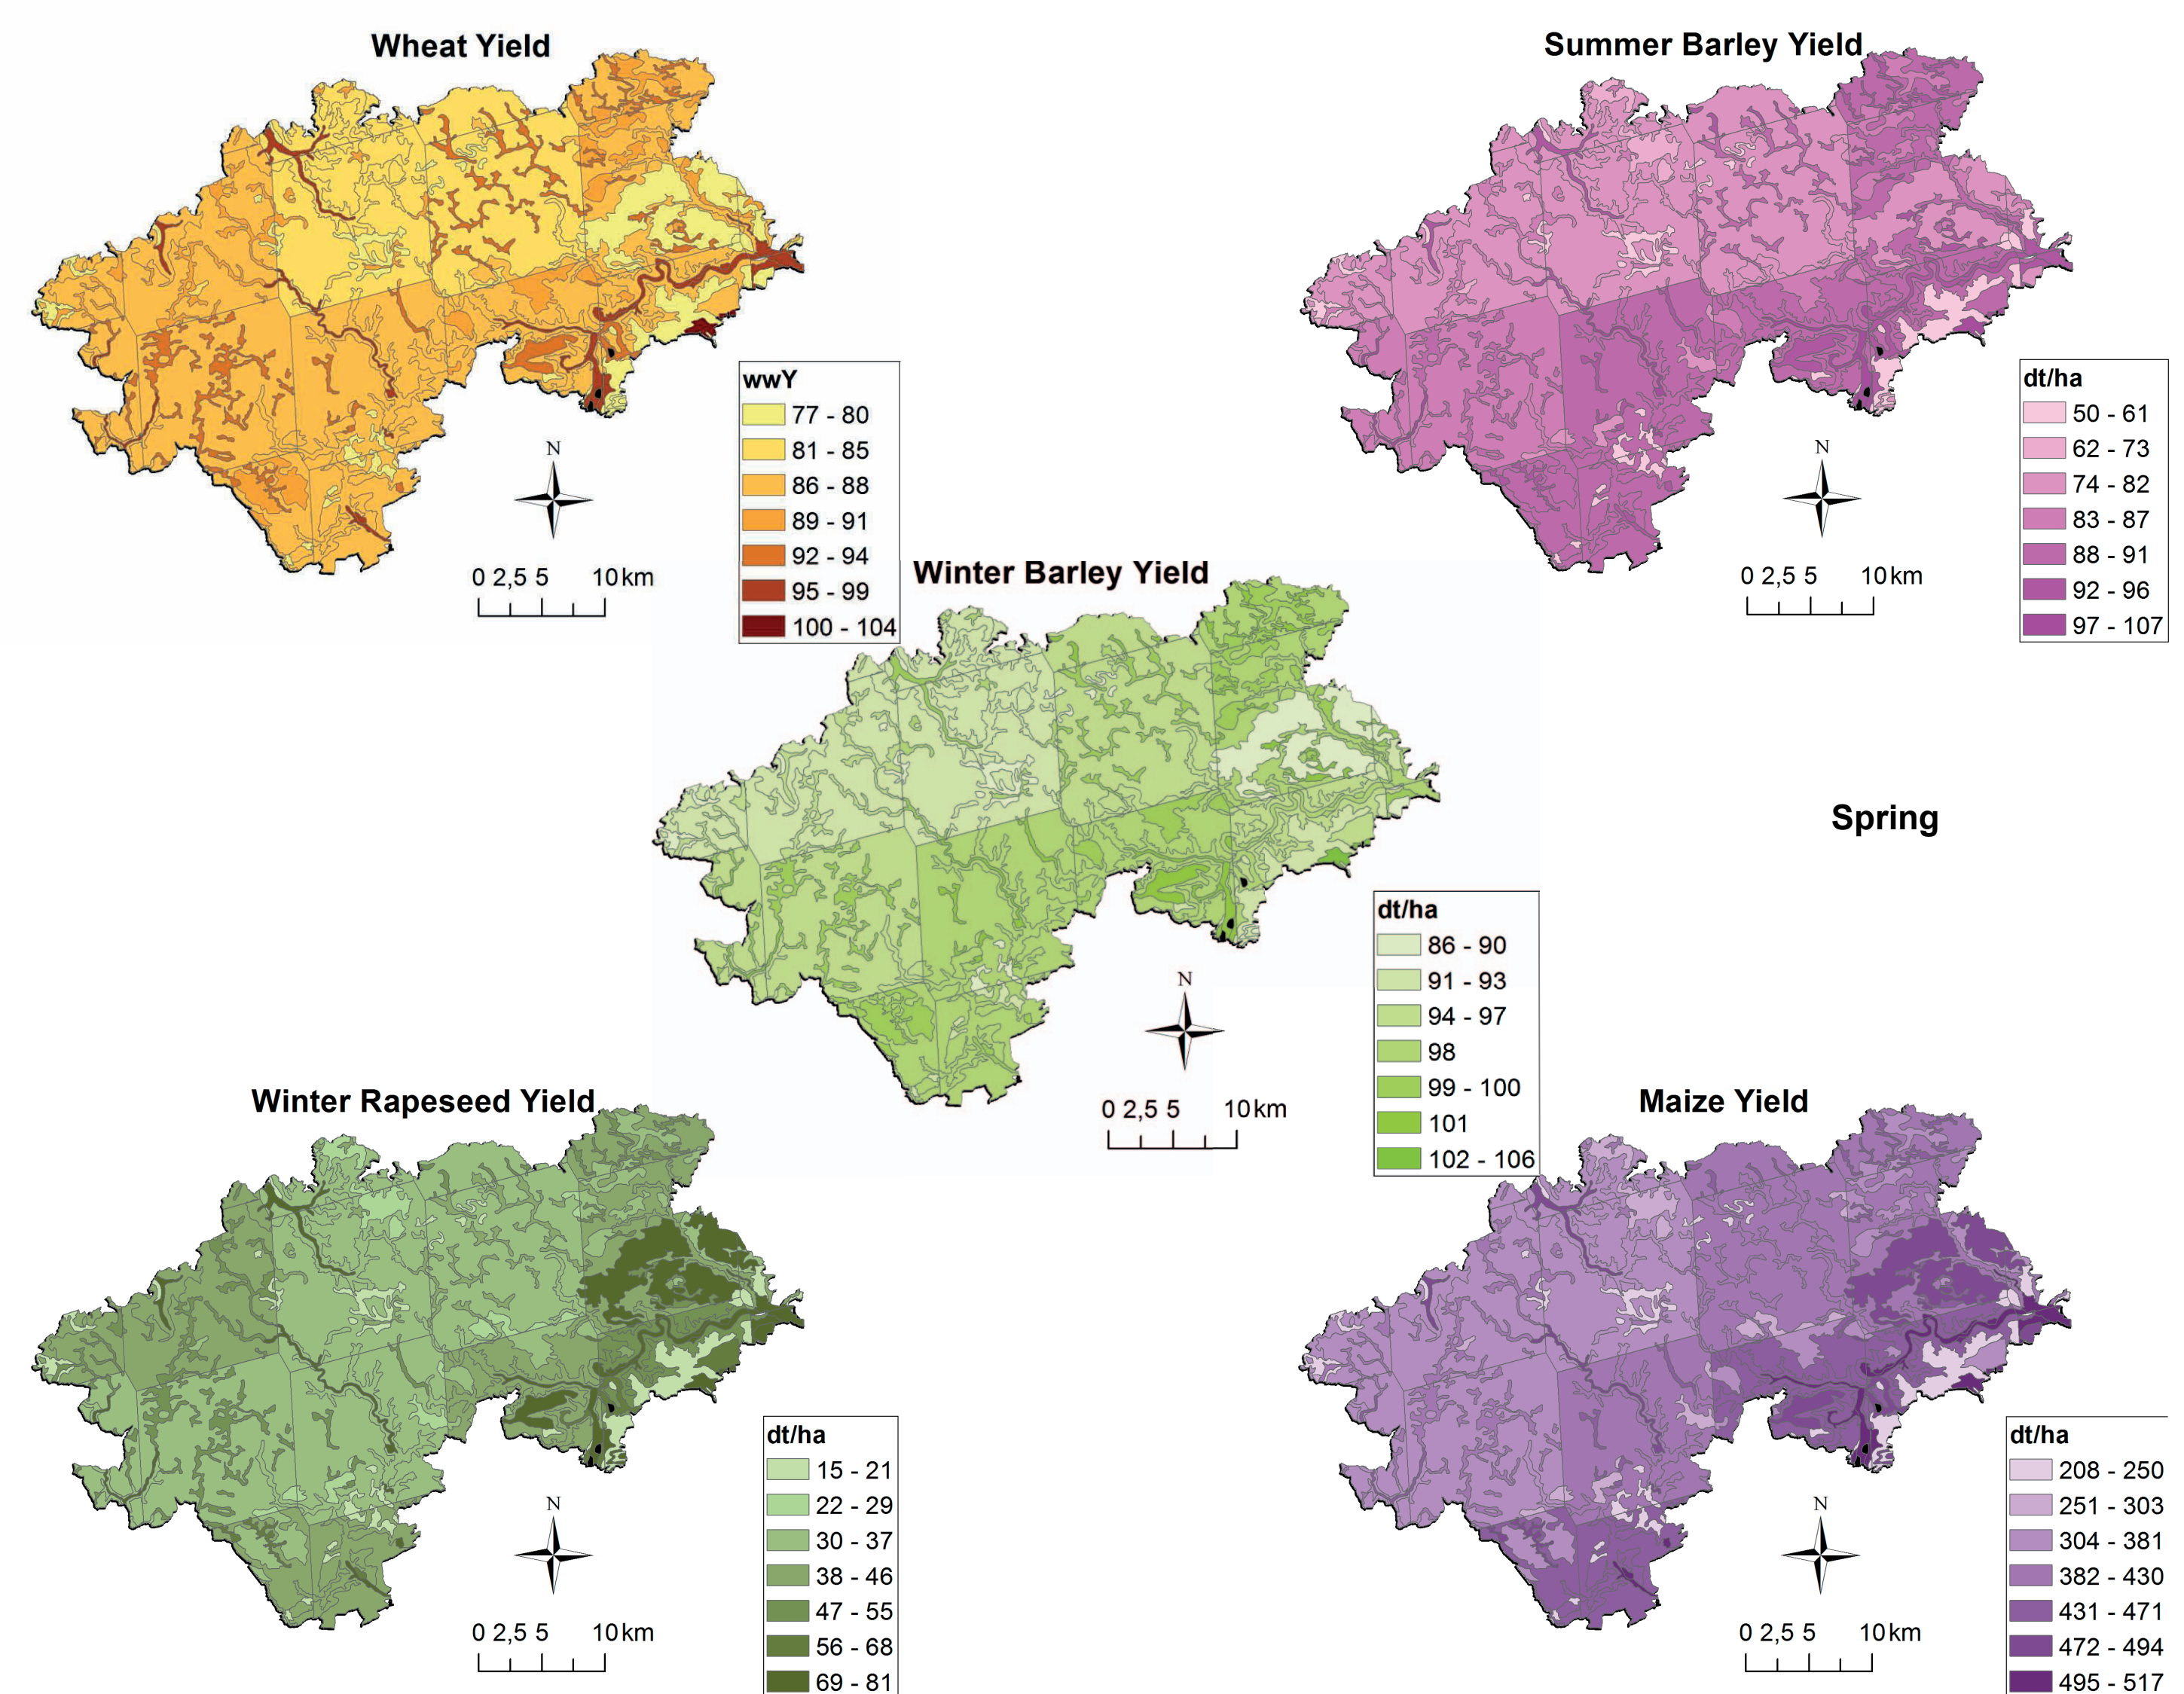 Wheat Yield
wwY
77 - 80
81 - 85
86 - 88
89 - 91
92 - 94
95 - 99
100 - 104
N
0 2,5 5 10 km
Summer Barley Yield
dt/ha
50 - 61
62 - 73
74 - 82
83 - 87
88 - 91
92 - 96
97 - 107
N
0 2,5 5 10 km
Winter Barley Yield
dt/ha
86 - 90
91 - 93
94 - 97
98
99 - 100
101
102 - 106
N
0 2,5 5 10 km
Spring
Winter Rapeseed Yield
dt/ha
15 - 21
22 - 29
30 - 37
38 - 46
47 - 55
56 - 68
69 - 81
N
0 2,5 5 10 km
Maize Yield
dt/ha
208 - 250
251 - 303
304 - 381
382 - 430
431 - 471
472 - 494
495 - 517
N
0 2,5 5 10 km